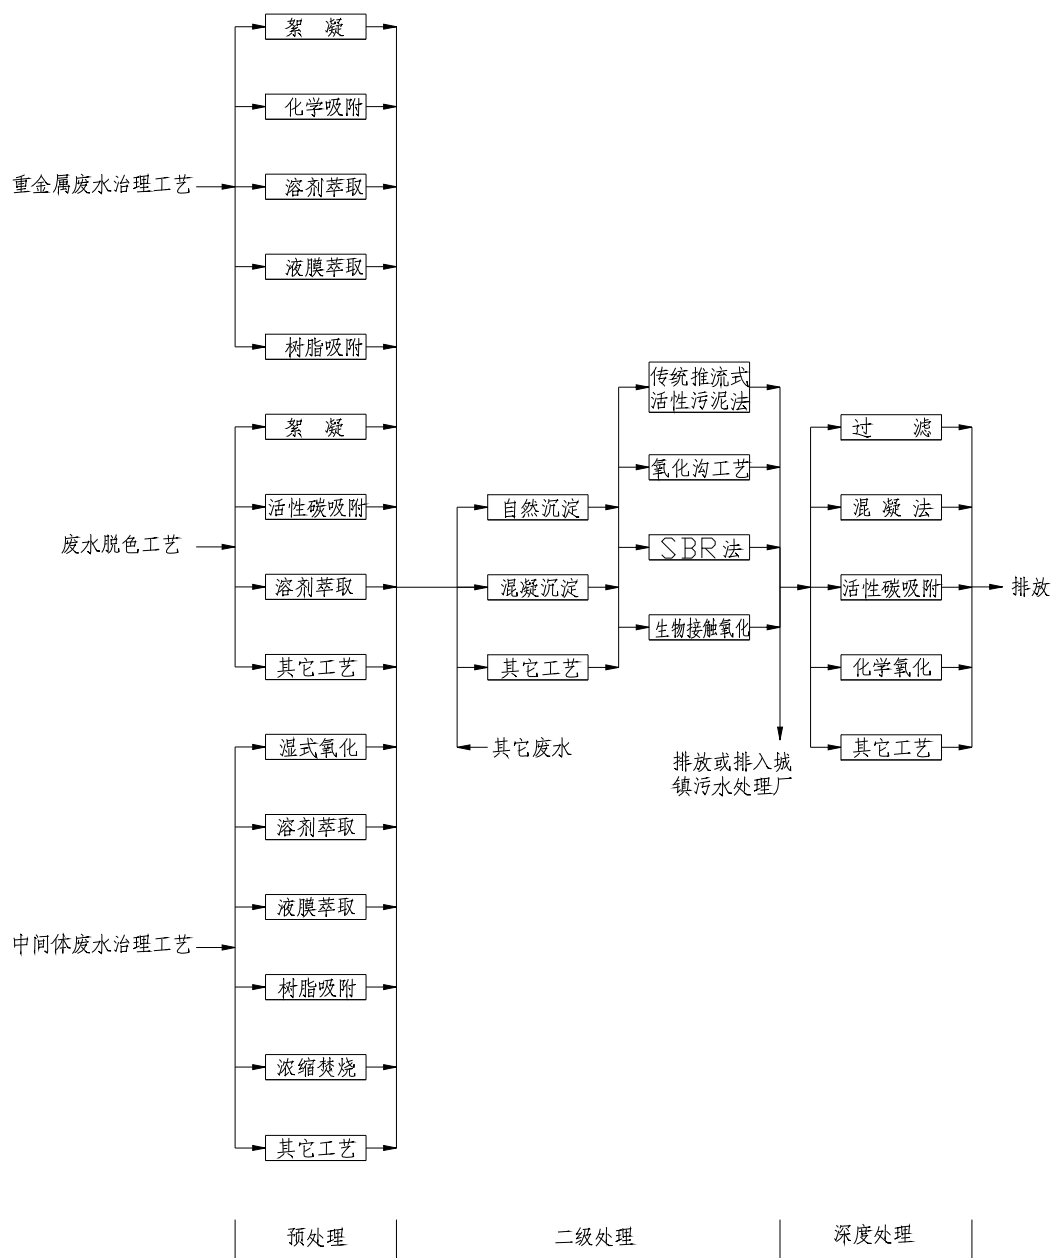 重金属废水治理工艺
絮 凝
化学吸附
溶剂萃取
液膜萃取
树脂吸附
废水脱色工艺
絮 凝
活性碳吸附
溶剂萃取
其它工艺
中间体废水治理工艺
湿式氧化
溶剂萃取
液膜萃取
树脂吸附
浓缩焚烧
其它工艺
自然沉淀
混凝沉淀
其它工艺
其它废水
传统推流式
活性污泥法
氧化沟工艺
SBR法
生物接触氧化
排放或排入城
镇污水处理厂
过 滤
混 凝 法
活性碳吸附
化学氧化
其它工艺
排放
预处理
二级处理
深度处理